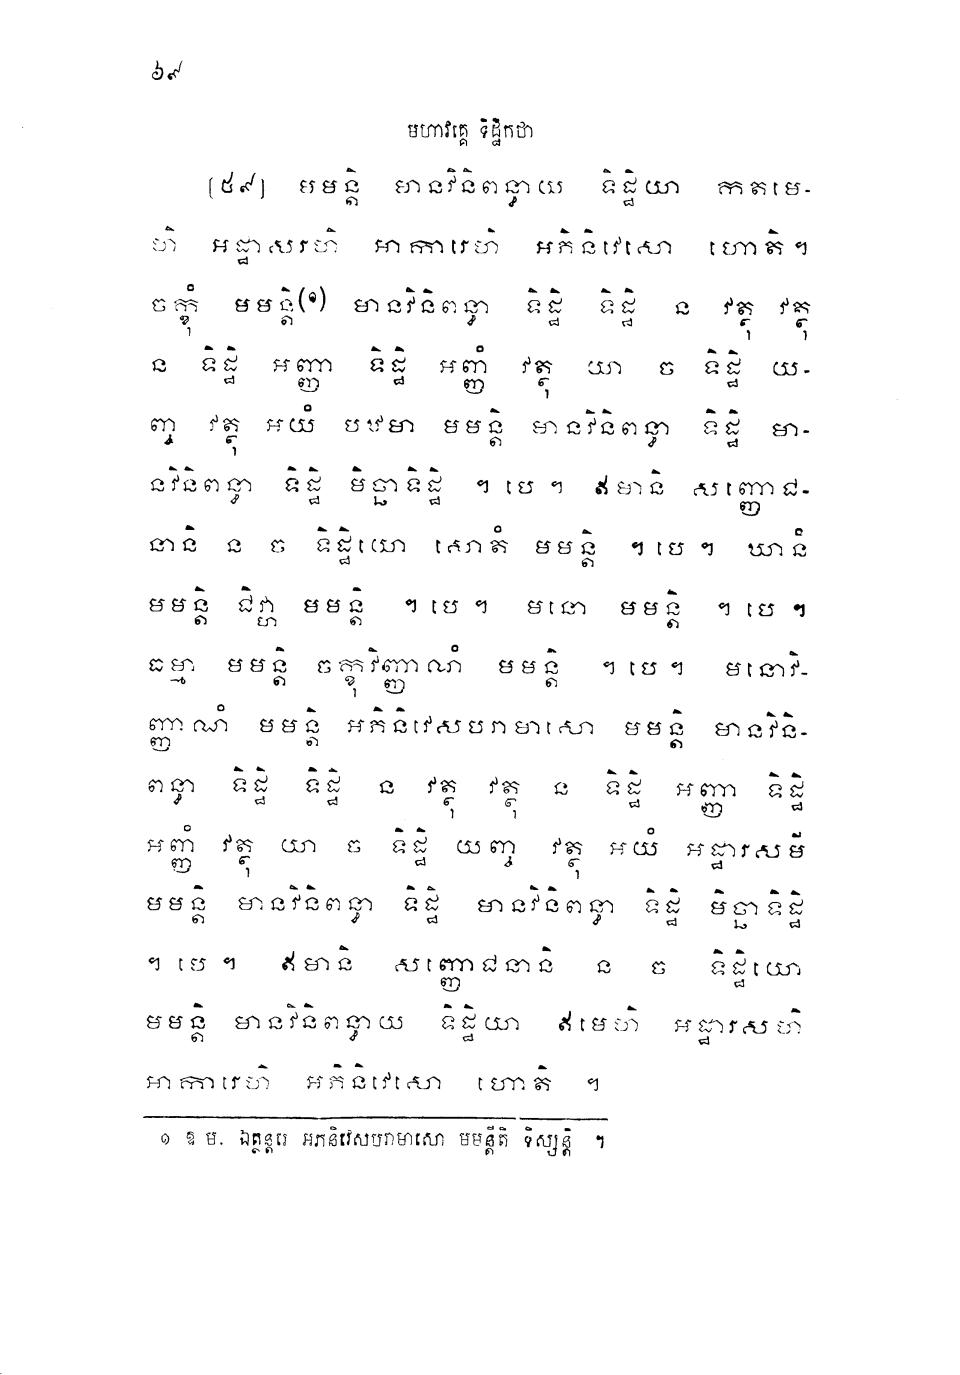 ៦៩
មហាវគ្គេ ទិដ្ឋិកថា
[៥៩] មមន្តិ មានវិនិពន្ធាយ ទិដ្ឋិយា កតមេ-
ហិ អដ្ឋារសហិ អាការេហិ អភិនិវេសោ ហោតិ។
ចក្ខុំ មមន្តិ(១) មានវិនិពន្ធា ទិដ្ឋិ ទិដ្ឋិ ន វត្ថុ វត្ថុ
ន ទិដ្ឋិ អញ្ញា ទិដ្ឋិ អញ្ញំ វត្ថុ យា ច ទិដ្ឋិ យ-
ញ្ច វត្ថុ អយំ បឋមា មមន្តិ មានវិនិពន្ធា ទិដ្ឋិ មា-
នវិនិពន្ធា ទិដ្ឋិ មិច្ឆាទិដ្ឋិ ។ បេ ។ ឥមានិ សញ្ញោជ-
នានិ ន ច ទិដ្ឋិយោ សោតំ មមន្តិ ។ បេ ។ ឃានំ
មមន្តិ ជិវ្ហា មមន្តិ ។ បេ ។ មនោ មមន្តិ ។ បេ ។
ធម្មា មមន្តិ ចក្ខុវិញ្ញាណំ មមន្តិ ។ បេ ។ មនោវិ-
ញ្ញាណំ មមន្តិ អភិនិវេសបរាមាសោ មមន្តិ មានវិនិ-
ពន្ធា ទិដ្ឋិ ទិដ្ឋិ ន វត្ថុ វត្ថុ ន ទិដ្ឋិ អញ្ញា ទិដ្ឋិ
អញ្ញំ វត្ថុ យា ច ទិដ្ឋិ យញ្ច វត្ថុ អយំ អដ្ឋារសមី
មមន្តិ មានវិនិពន្ធា ទិដ្ឋិ មានវិនិពន្ធា ទិដ្ឋិ មិច្ឆាទិដ្ឋិ
។ បេ ។ ឥមានិ សញ្ញោជនានិ ន ច ទិដ្ឋិយោ
មមន្តិ មានវិនិពន្ធាយ ទិដ្ឋិយា ឥមេហិ អដ្ឋារសហិ
អាការេហិ អភិនិវេសោ ហោតិ ។
១ ឱ ម. ឯត្ថន្តរេ អភនិវេសបរាមាសោ មមន្តីតិ ទិស្សន្តិ ។